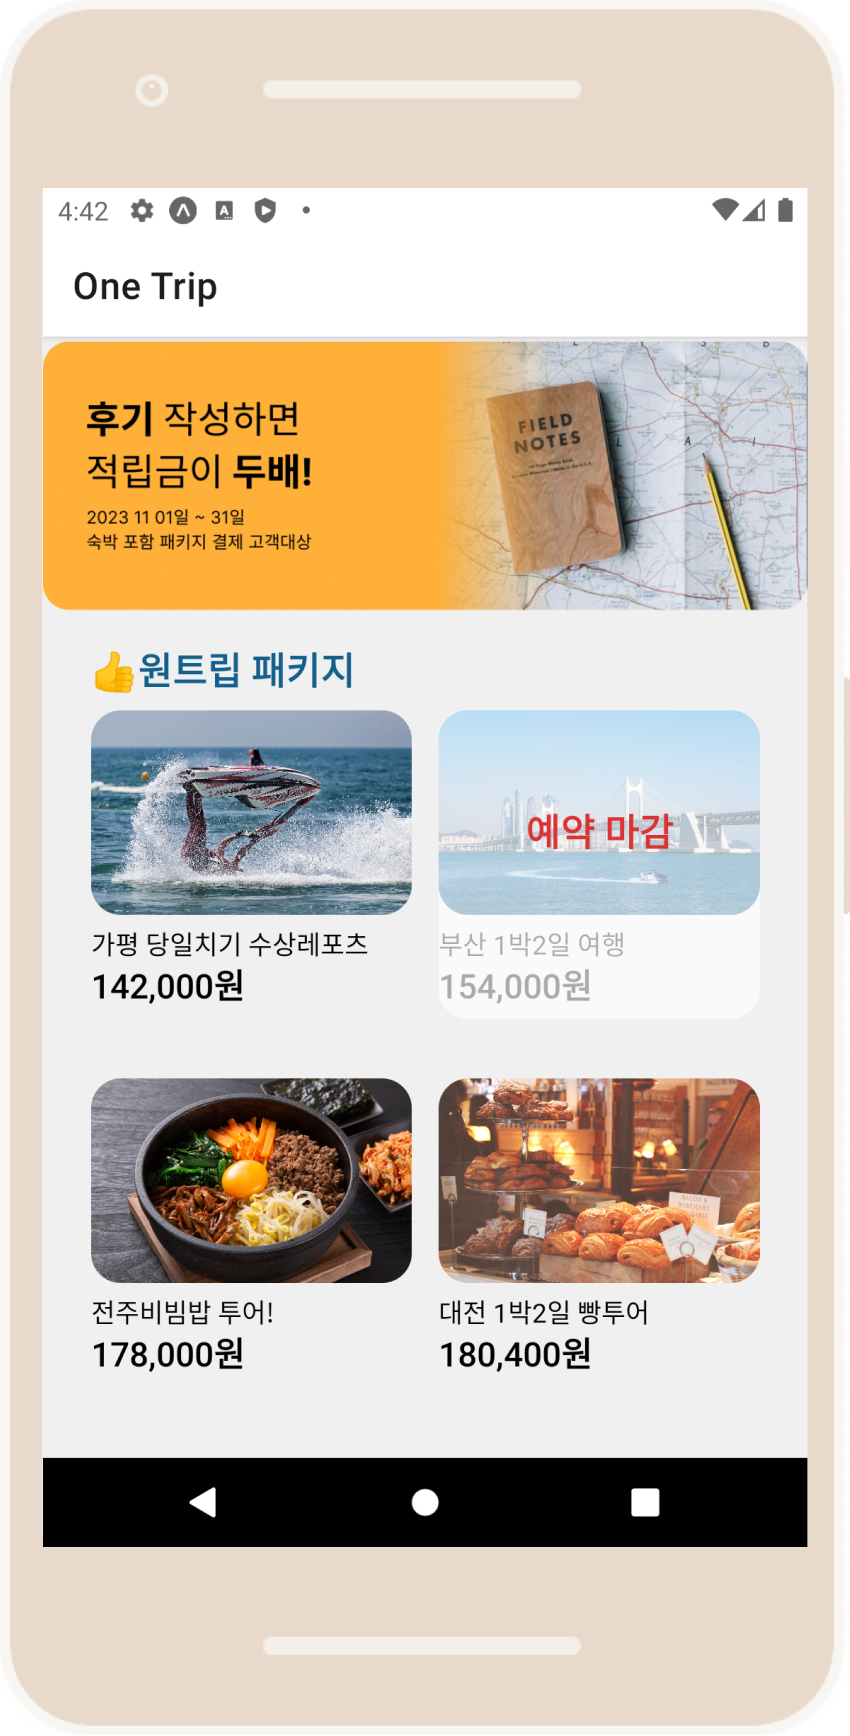 4:42
One Trip
후기 작성하면
적립금이 두배!
2023 11 01일 ~ 31일
숙박 포함 패키지 결제 고객대상
FIELD
NOTES
👍원트립 패키지
예약 마감
가평 당일치기 수상레포츠
142,000원
부산 1박2일 여행
154,000원
전주비빔밥 투어!
178,000원
대전 1박2일 빵투어
180,400원